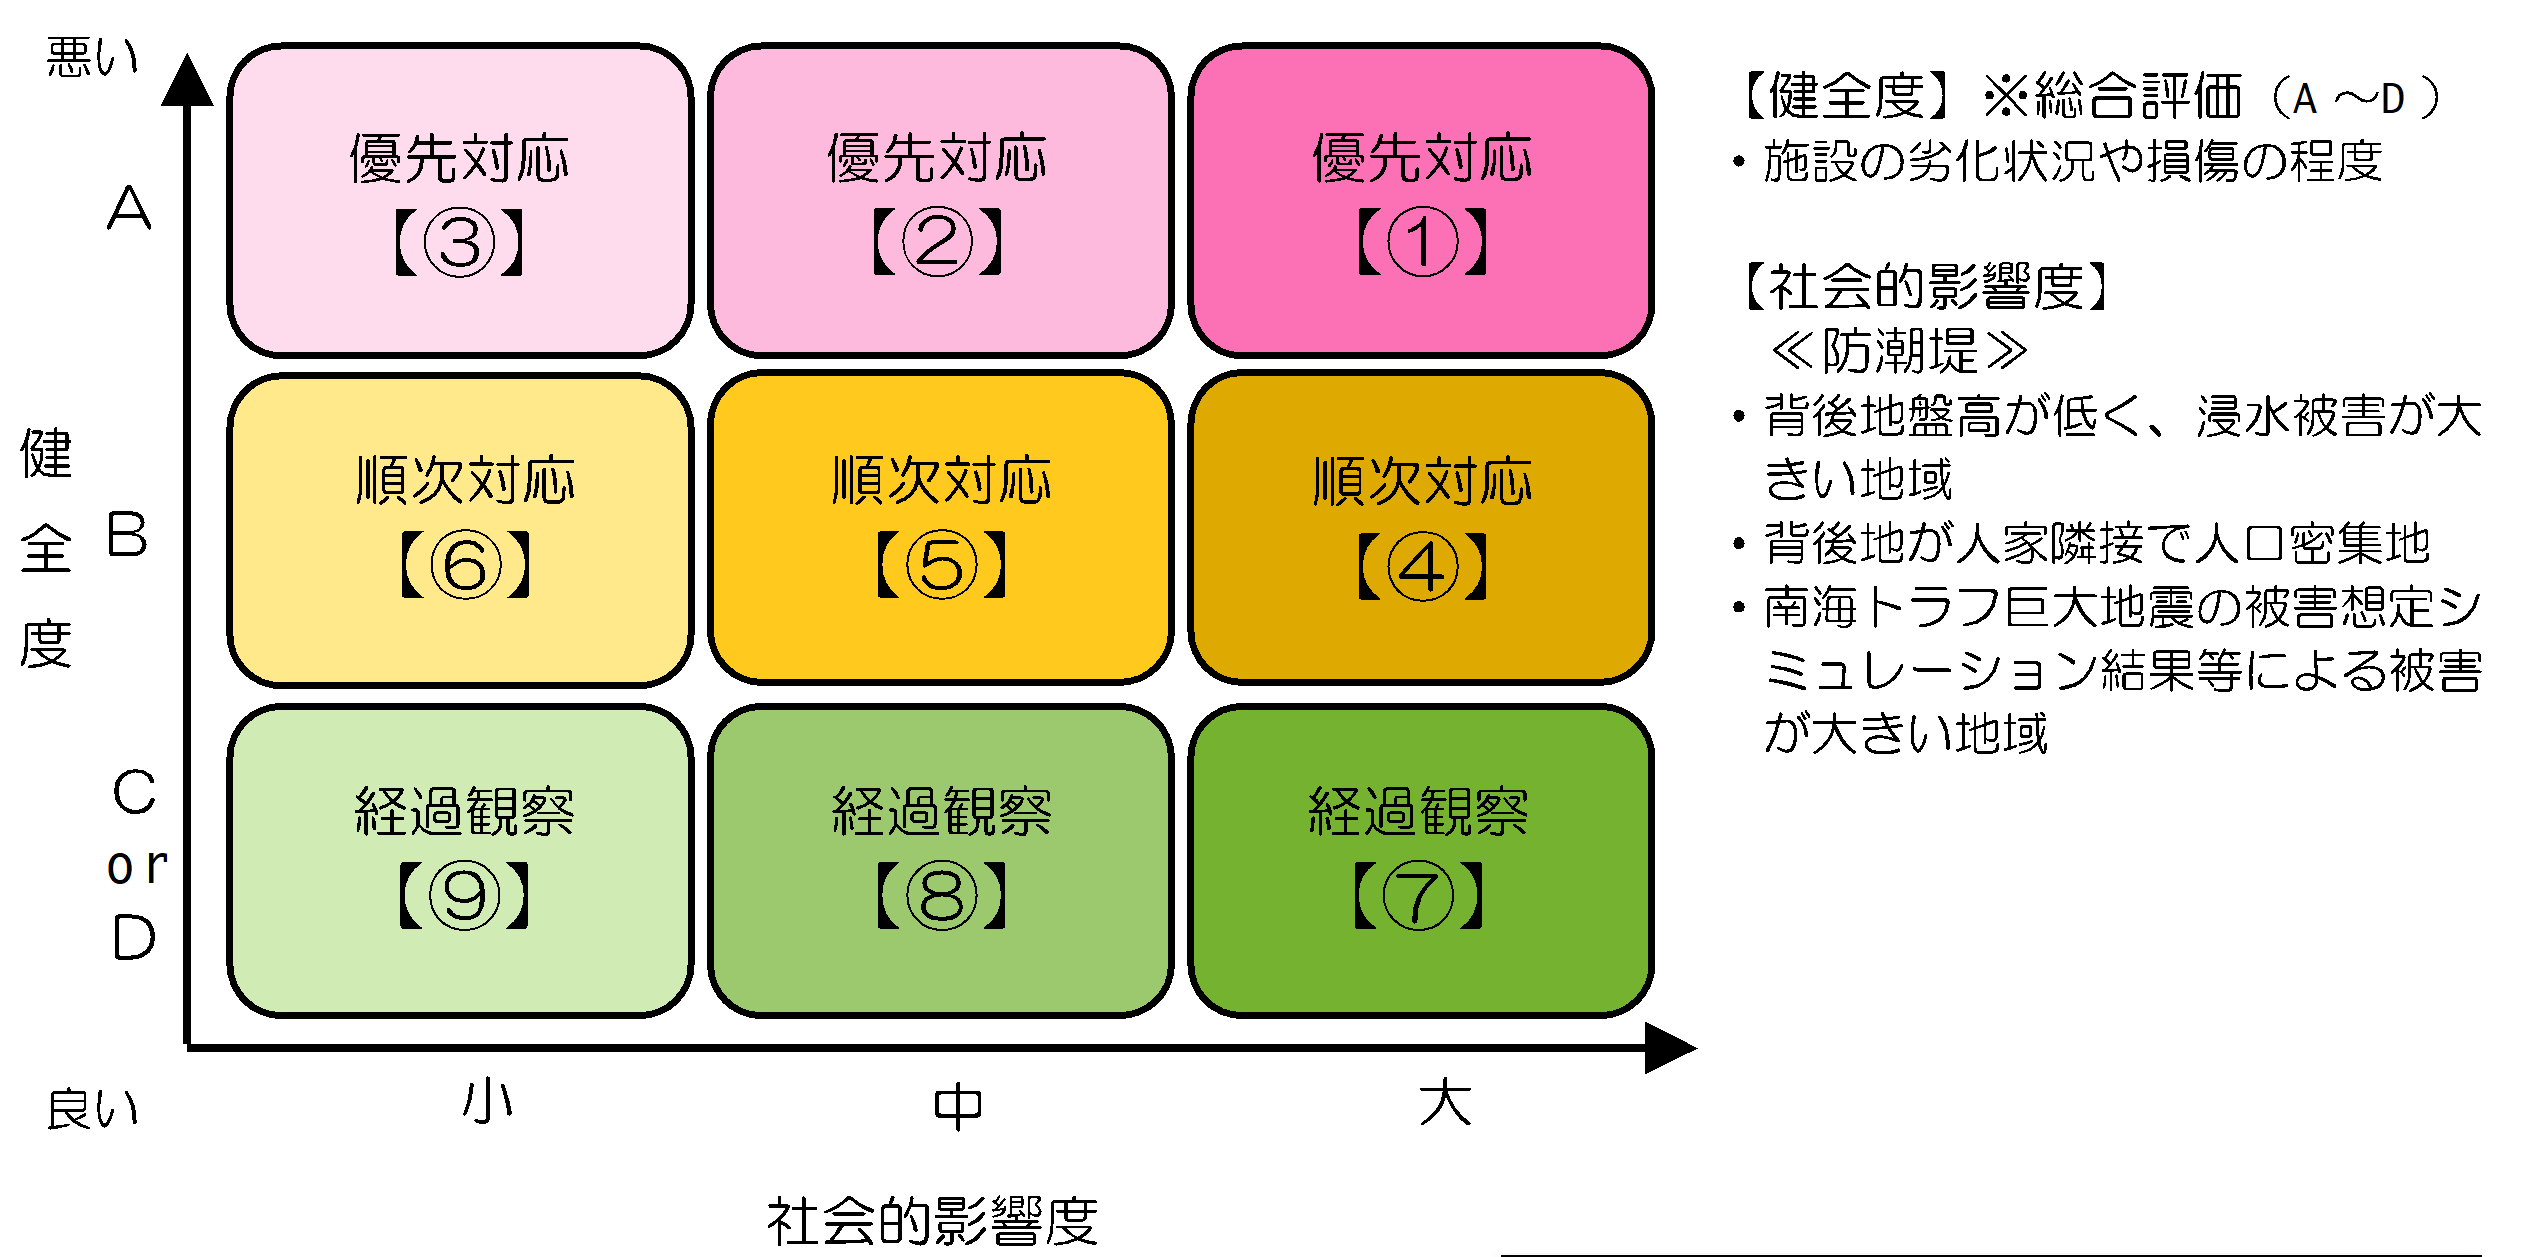 悪い
優先対応
【③】
優先対応
【②】
優先対応
【①】
A
順次対応
【⑥】
順次対応
【⑤】
順次対応
【④】
健全度
B
経過観察
【⑨】
経過観察
【⑧】
経過観察
【⑦】
C
or
D
良い
小
中
大
社会的影響度
【健全度】※総合評価（A～D）
・施設の劣化状況や損傷の程度
【社会的影響度】
≪防潮堤≫
・背後地盤高が低く、浸水被害が大
きい地域
・背後地が人家隣接で人口密集地
・南海トラフ巨大地震の被害想定シ
ミュレーション結果等による被害
が大きい地域